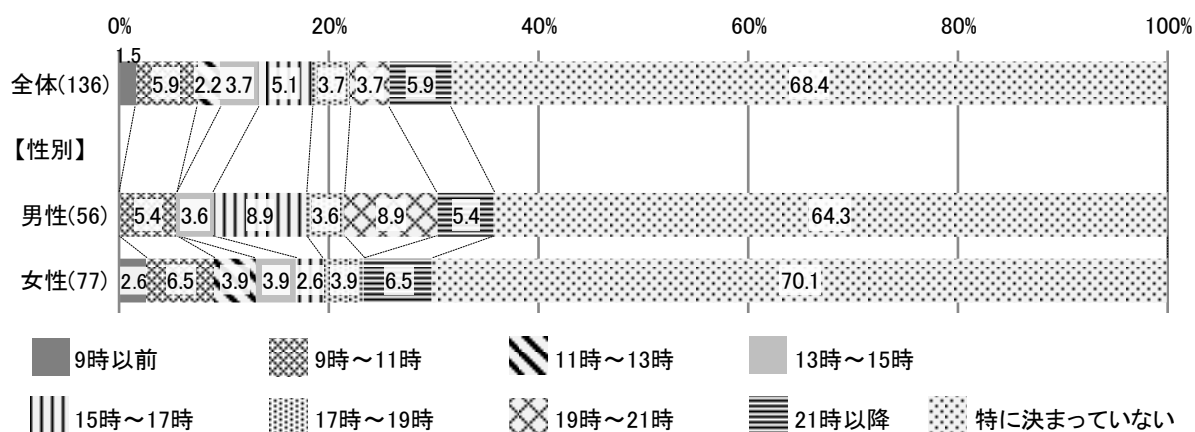 0% 20% 40% 60% 80% 100%
1.5
全体(136) 5.9 2.2 3.7 5.1 3.7 3.7 5.9 68.4
【性別】
男性(56) 5.4 3.6 8.9 3.6 8.9 5.4 64.3
女性(77) 2.6 6.5 3.9 3.9 2.6 3.9 6.5 70.1
9時以前 9時～11時 11時～13時 13時～15時
15時～17時 17時～19時 19時～21時 21時以降 特に決まっていない